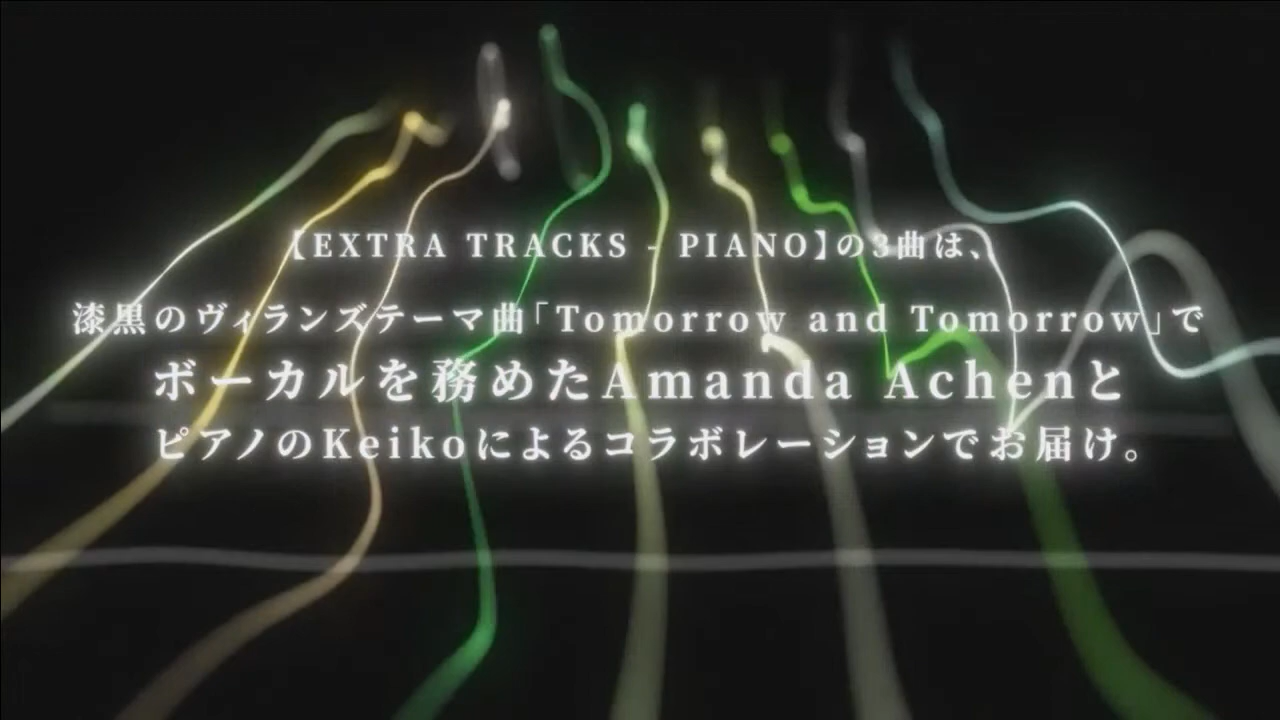 【EXTRA TRACKS - PIANO】の3曲は、
漆黒のヴィランズテーマ曲「Tomorrow and Tomorrow」で
ボーカルを務めたAmanda Achenと
ピアノのKeikoによるコラボレーションでお届け。